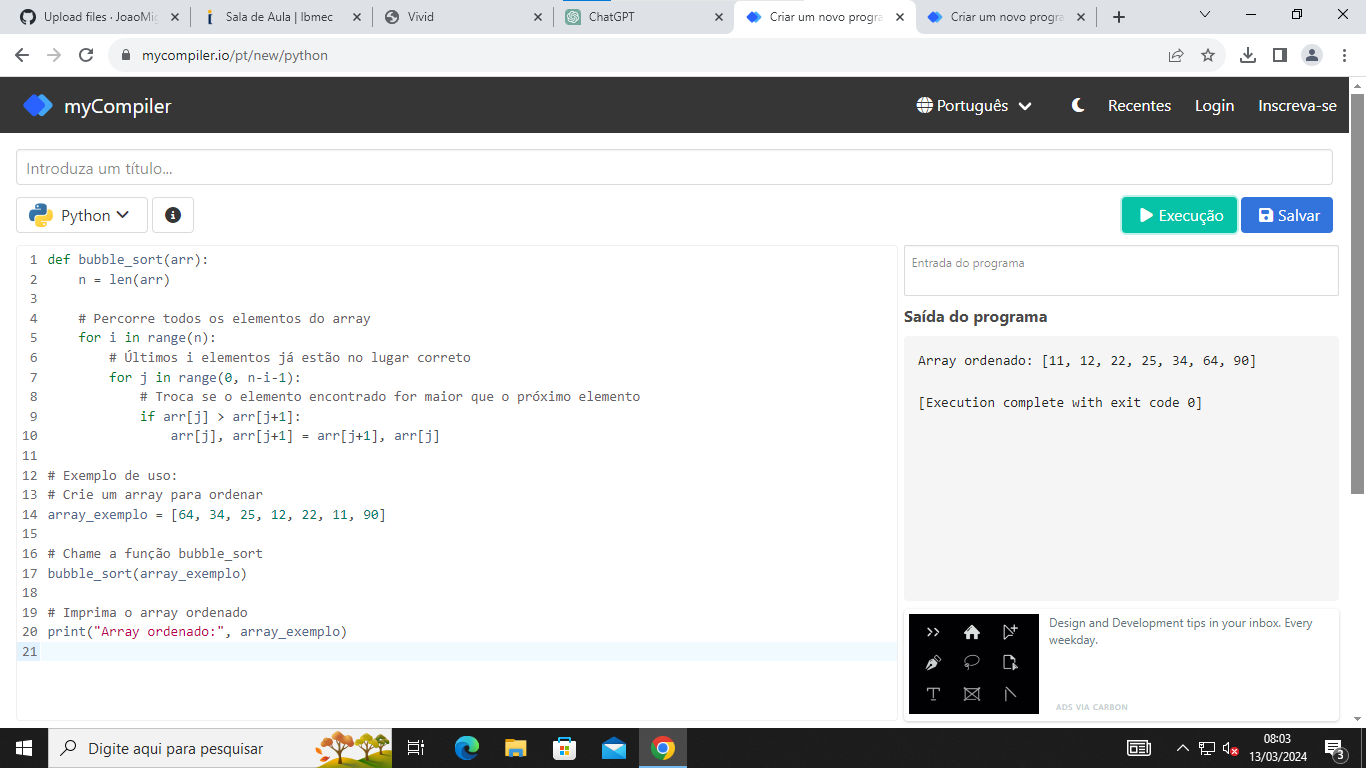 Upload files · JoaoMig
Sala de Aula | Ibmec
Vivid
ChatGPT
Criar um novo progra
Criar um novo progra
mycompiler.io/pt/new/python
myCompiler
Português
Recentes
Login
Inscreva-se
Introduza um título...
Python
Execução
Salvar
1 def bubble_sort(arr):
2 n = len(arr)
3
4 # Percorre todos os elementos do array
5 for i in range(n):
6 # Últimos i elementos já estão no lugar correto
7 for j in range(0, n-i-1):
8 # Troca se o elemento encontrado for maior que o próximo elemento
9 if arr[j] > arr[j+1]:
10 arr[j], arr[j+1] = arr[j+1], arr[j]
11
12 # Exemplo de uso:
13 # Crie um array para ordenar
14 array_exemplo = [64, 34, 25, 12, 22, 11, 90]
15
16 # Chame a função bubble_sort
17 bubble_sort(array_exemplo)
18
19 # Imprima o array ordenado
20 print("Array ordenado:", array_exemplo)
21
Entrada do programa
Saída do programa
Array ordenado: [11, 12, 22, 25, 34, 64, 90]
[Execution complete with exit code 0]
Design and Development tips in your inbox. Every
weekday.
ADS VIA CARBON
Digite aqui para pesquisar
08:03
13/03/2024
3